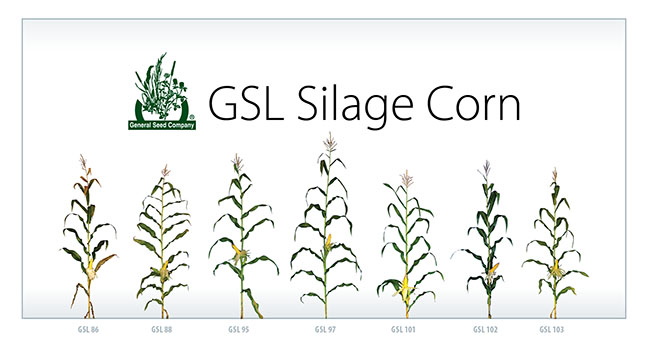 GSL Silage Corn
General Seed Company
®
GSL 86
GSL 88
GSL 95
GSL 97
GSL 101
GSL 102
GSL 103